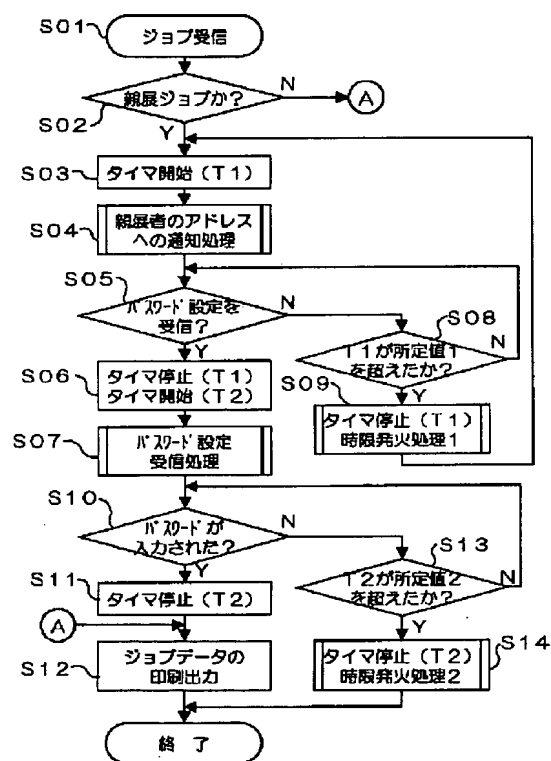 S01
ジョブ受信
S02
親展ジョブか?
N
A
Y
S03
タイマ開始(T1)
S04
親展者のアドレス
への通知処理
S05
パスワード設定を
受信?
N
Y
S08
T1が所定値1
を超えたか?
N
Y
S06
タイマ停止(T1)
タイマ開始(T2)
S09
タイマ停止(T1)
時限発火処理1
S07
パスワード設定
受信処理
S10
パスワードが
入力された?
N
Y
S13
T2が所定値2
を超えたか?
N
Y
S11
タイマ停止(T2)
A
S12
ジョブデータの
印刷出力
S14
タイマ停止(T2)
時限発火処理2
終 了